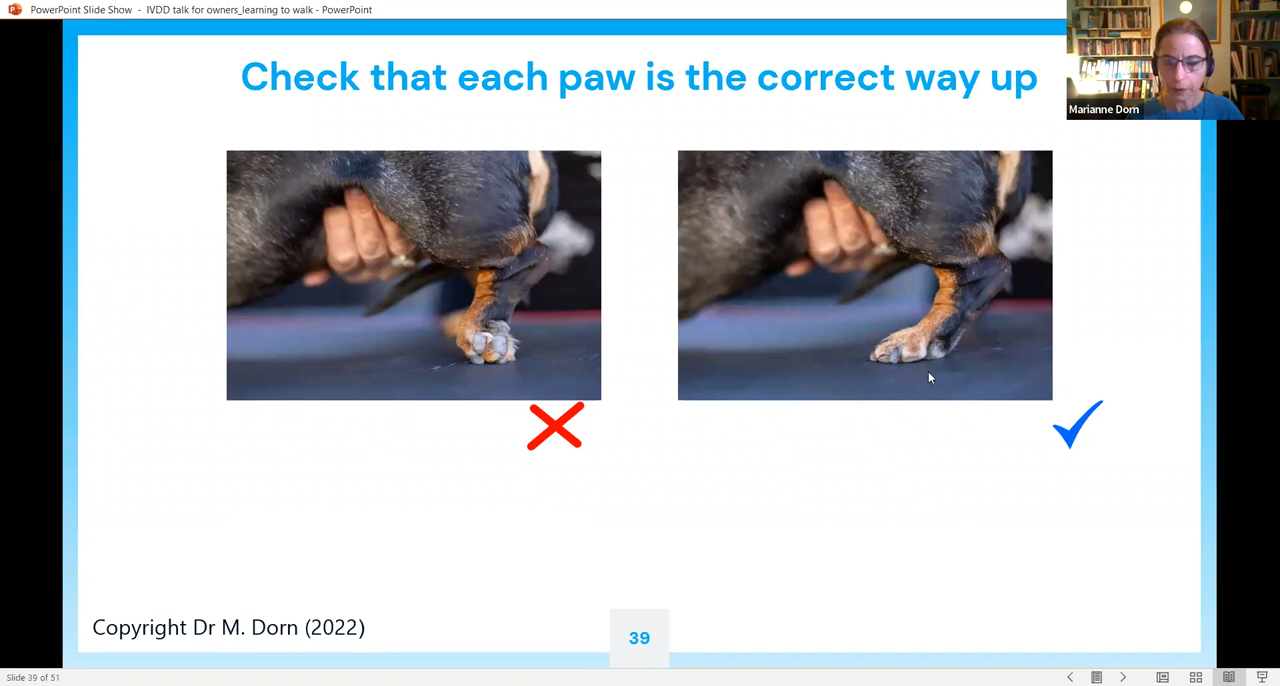 PowerPoint Slide Show - IVDD talk for owners_learning to walk - PowerPoint
Check that each paw is the correct way up
Marianne Dorn
Copyright Dr M. Dorn (2022)
39
Slide 39 of 51